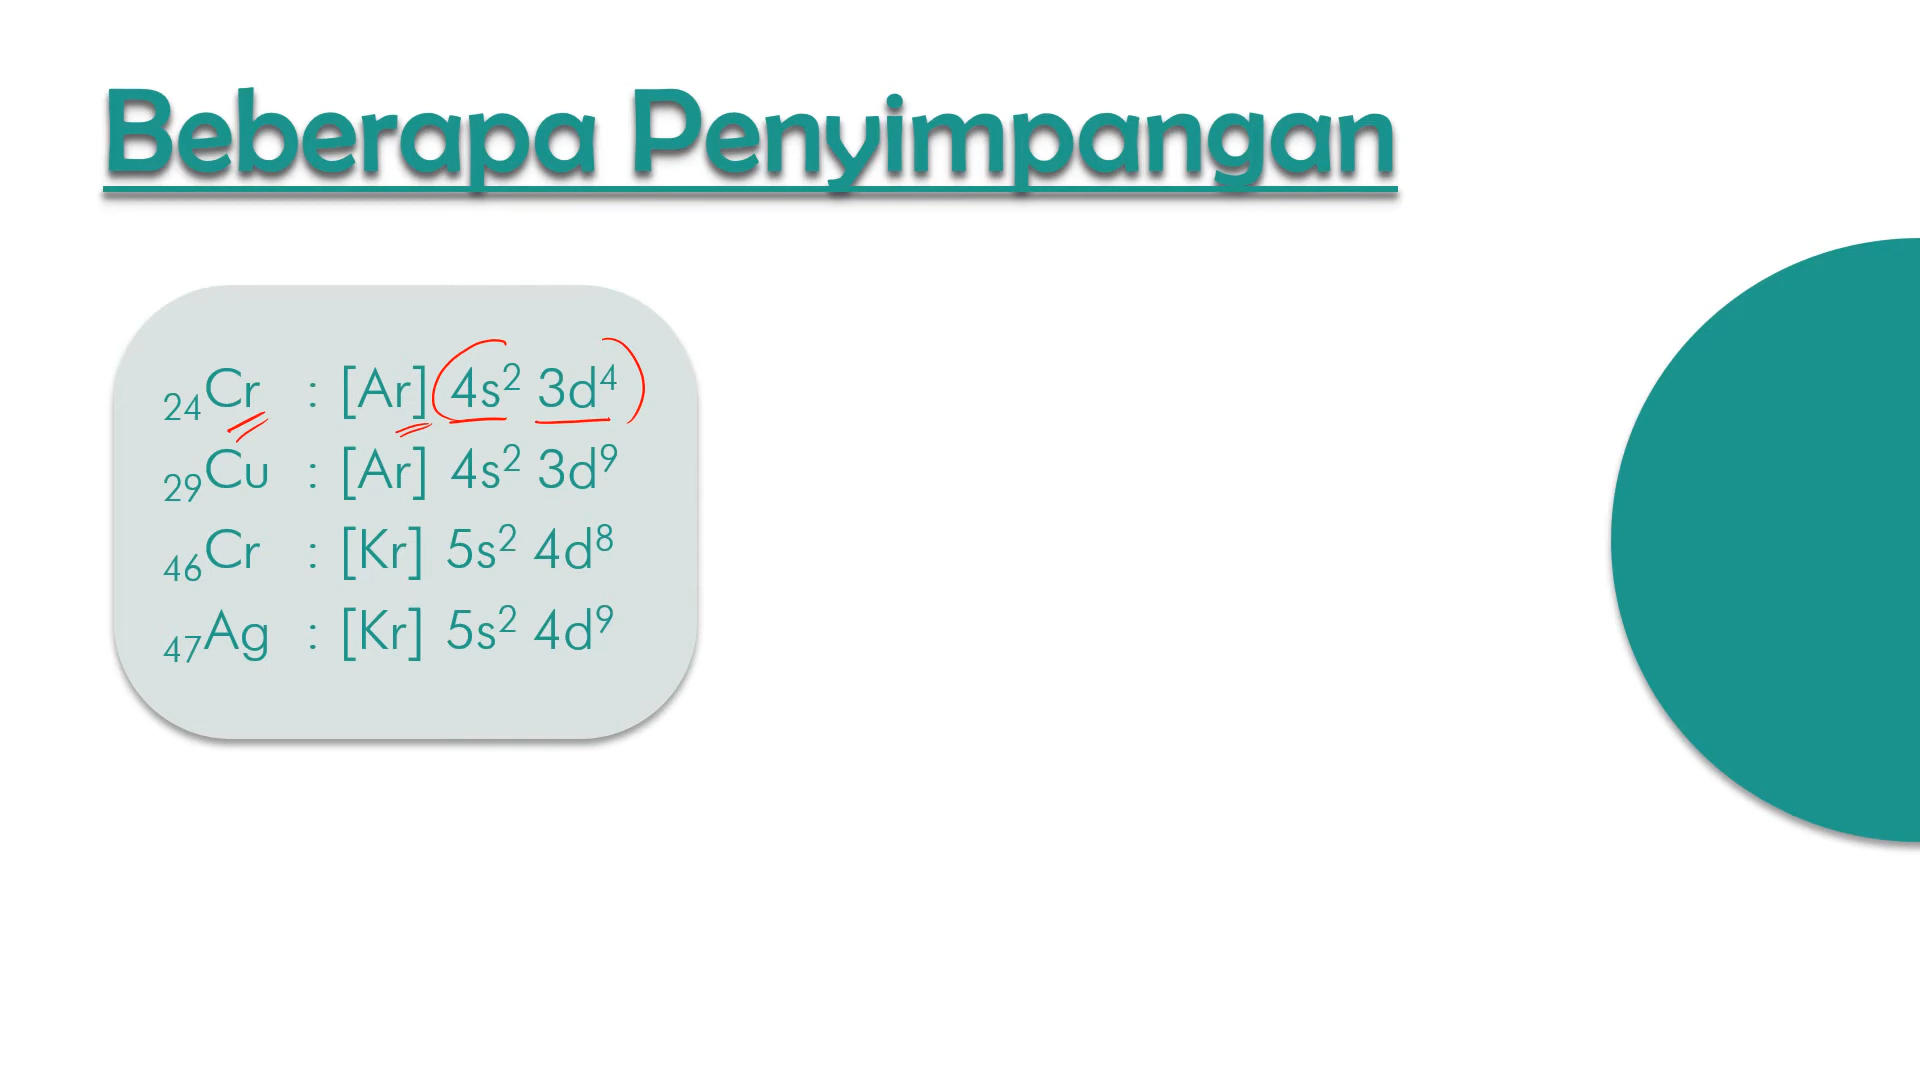 Beberapa Penyimpangan
₂₄Cr : [Ar] 4s² 3d⁴
₂₉Cu : [Ar] 4s² 3d⁹
₄₆Cr : [Kr] 5s² 4d⁸
₄₇Ag : [Kr] 5s² 4d⁹